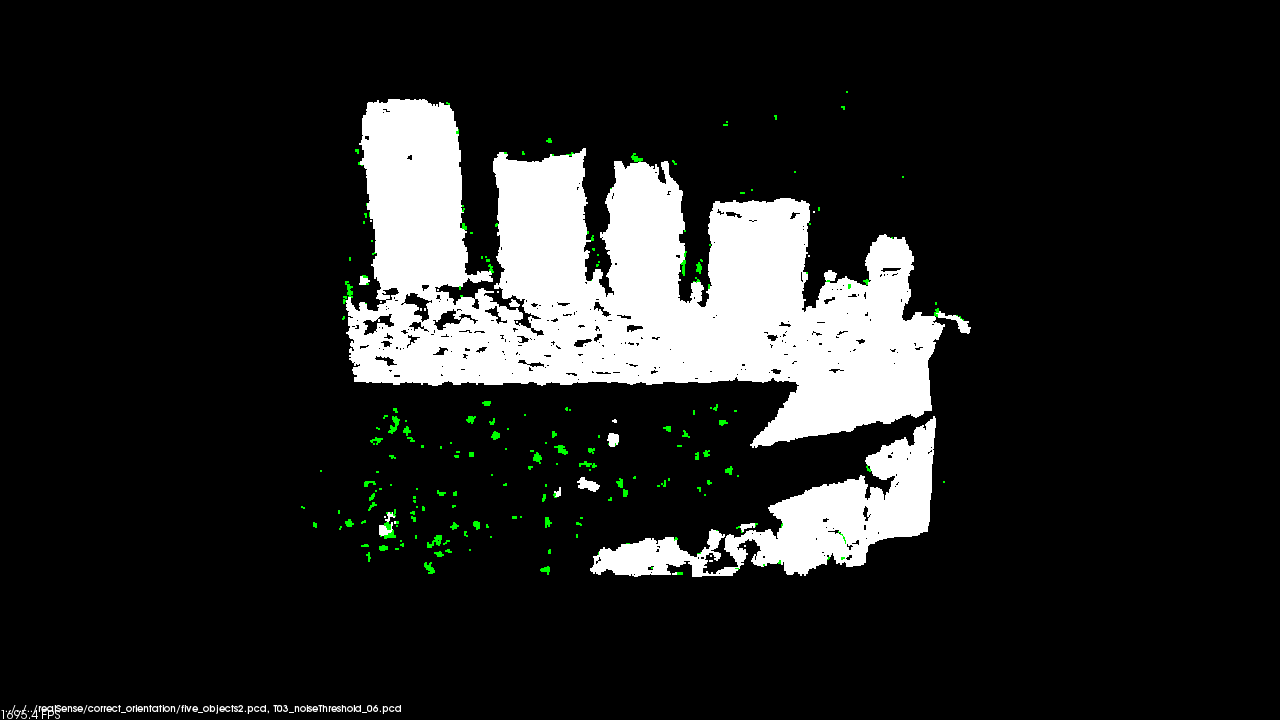 ../../../realSense/correct_orientation/five_objects2.pcd, T03_noiseThreshold_06.pcd
1695.4 FPS